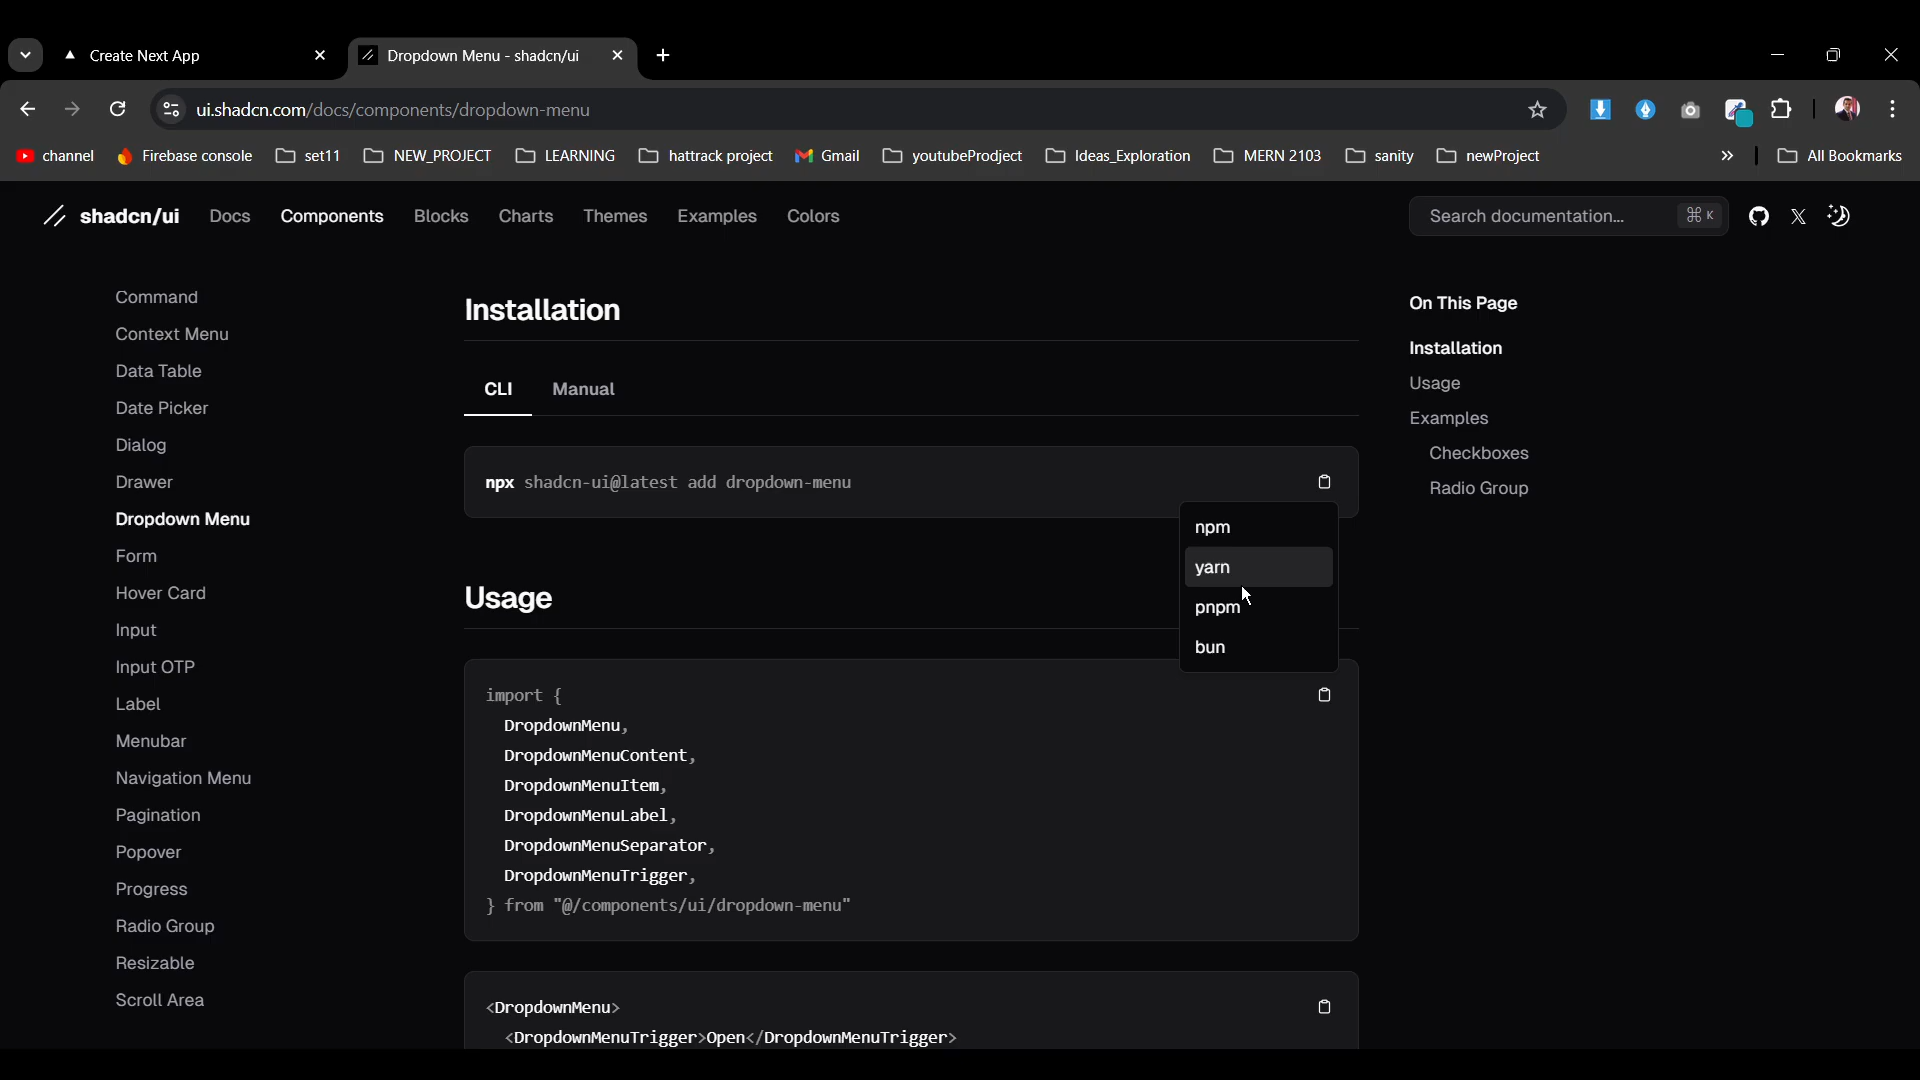 Create Next App
Dropdown Menu - shadcn/ui
ui.shadcn.com/docs/components/dropdown-menu
channel
Firebase console
set11
NEW_PROJECT
LEARNING
hattrack project
Gmail
youtubeProdject
Ideas_Exploration
MERN 2103
sanity
newProject
»
All Bookmarks
shadcn/ui
Docs
Components
Blocks
Charts
Themes
Examples
Colors
Search documentation...
⌘ K
Command
Context Menu
Data Table
Date Picker
Dialog
Drawer
Dropdown Menu
Form
Hover Card
Input
Input OTP
Label
Menubar
Navigation Menu
Pagination
Popover
Progress
Radio Group
Resizable
Scroll Area
Installation
CLI
Manual
npx shadcn-ui@latest add dropdown-menu
npm
yarn
pnpm
bun
Usage
import {
DropdownMenu,
DropdownMenuContent,
DropdownMenuItem,
DropdownMenuLabel,
DropdownMenuSeparator,
DropdownMenuTrigger,
} from "@/components/ui/dropdown-menu"
<DropdownMenu>
<DropdownMenuTrigger>Open</DropdownMenuTrigger>
On This Page
Installation
Usage
Examples
Checkboxes
Radio Group